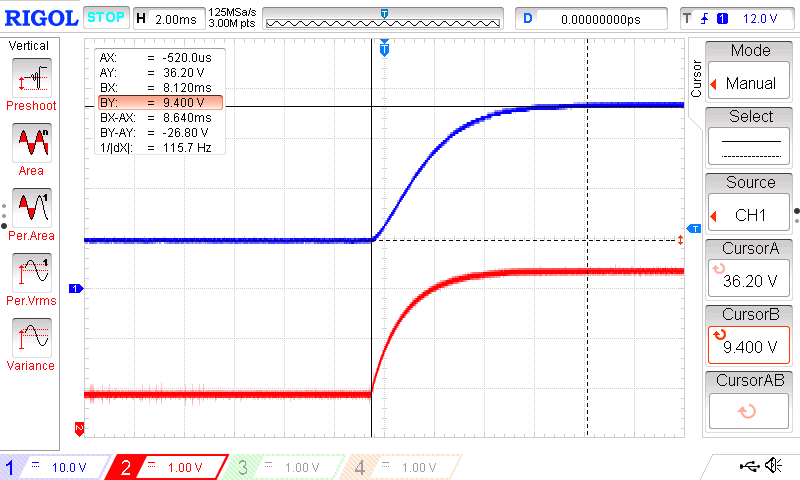 RIGOL STOP H 2.00ms 125MSa/s 3.00M pts T D 0.00000000ps T 1 12.0 V
Vertical
Preshoot
n
Area
1
Per.Area
1
Per.Vrms
Variance
AX: = -520.0us
AY: = 36.20 V
BX: = 8.120ms
BY: = 9.400 V
BX-AX: = 8.640ms
BY-AY: = -26.80 V
1/|dX|: = 115.7 Hz
T
T
1
2
Cursor
Mode
Manual
Select
Source
CH1
CursorA
36.20 V
CursorB
9.400 V
CursorAB
1 10.0 V 2 1.00 V 3 1.00 V 4 1.00 V